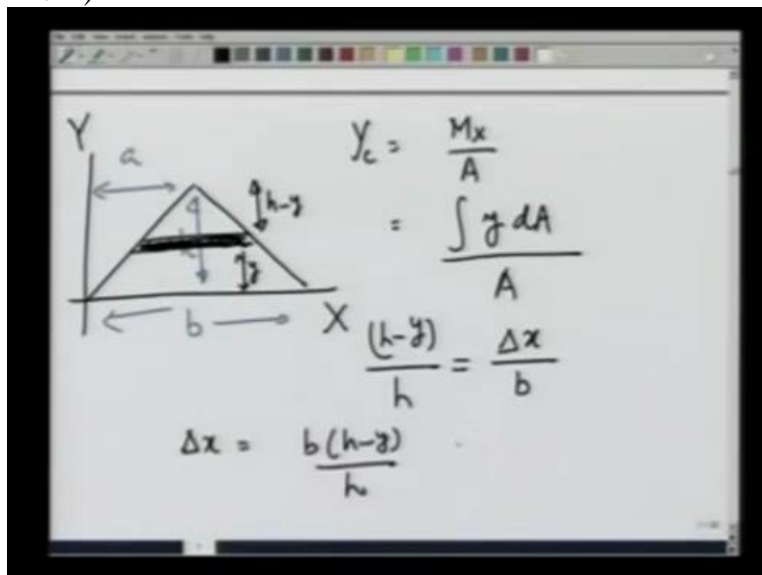 Y
a
h-y
h
y
b
X
Y_c = M_x / A
= ∫ y dA / A
(h-y) / h = Δx / b
Δx = b(h-y) / h